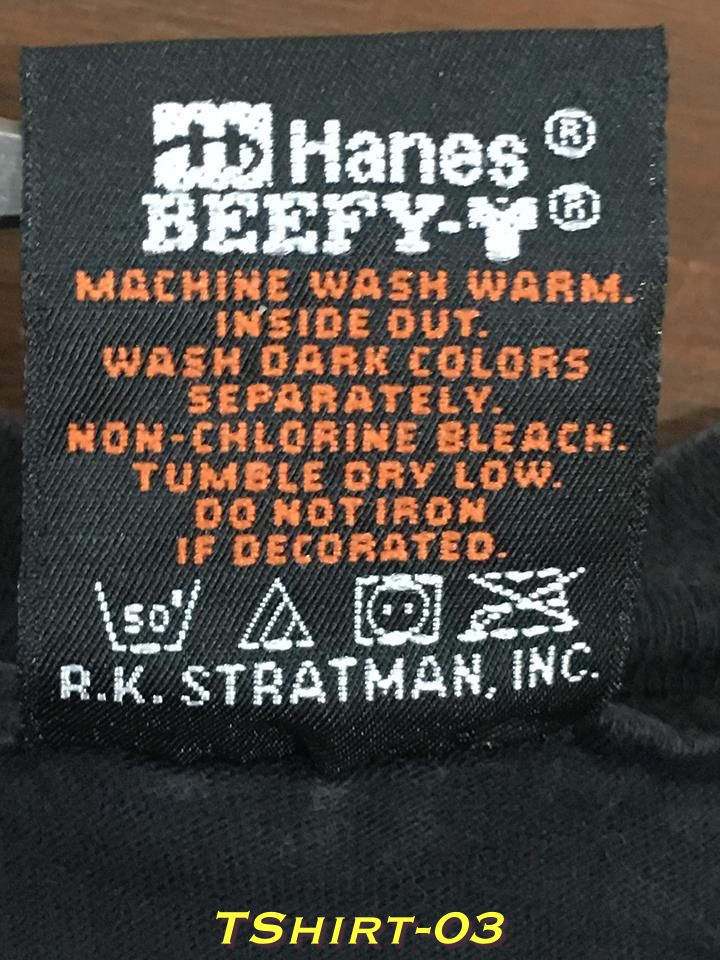 Hanes®
BEEFY-T®
MACHINE WASH WARM.
INSIDE OUT.
WASH DARK COLORS
SEPARATELY.
NON-CHLORINE BLEACH.
TUMBLE DRY LOW.
DO NOT IRON
IF DECORATED.
50°
R.K. STRATMAN, INC.
TSHIRT-03